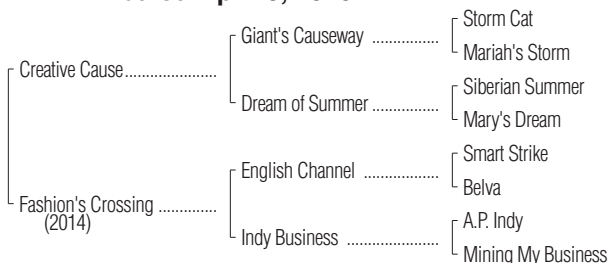 Storm Cat
Giant's Causeway ................
Mariah's Storm
Creative Cause......................
Siberian Summer
Dream of Summer ................
Mary's Dream
Smart Strike
English Channel ..................
Belva
Fashion's Crossing ..............
(2014)
A.P. Indy
Indy Business ......................
Mining My Business